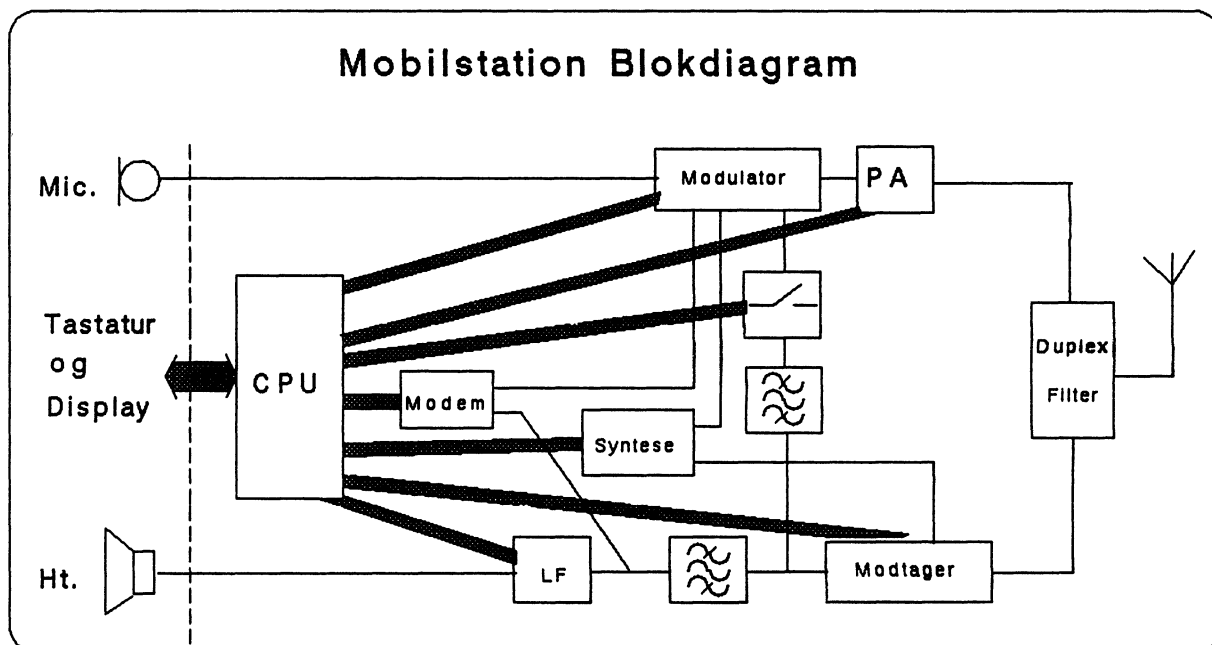 Mobilstation Blokdiagram
Mic.
Modulator
PA
Tastatur
og
Display
CPU
Modem
Syntese
Duplex
Filter
Ht.
LF
Modtager